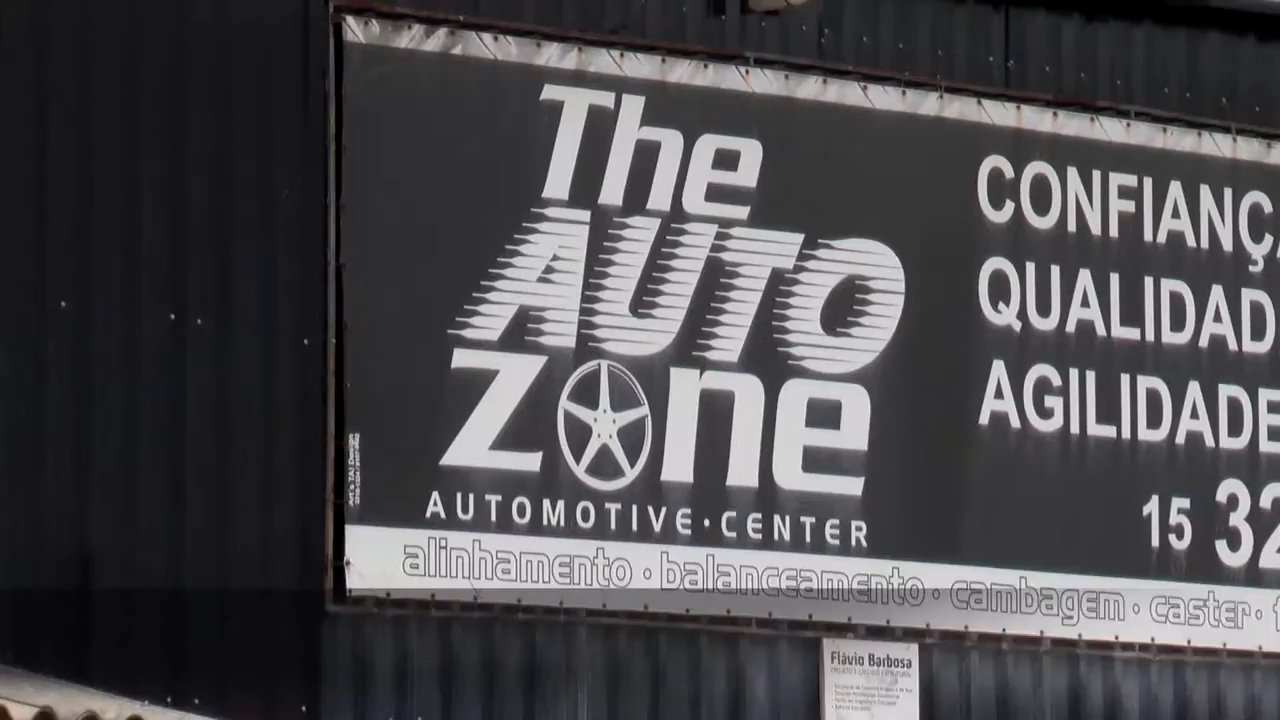 The
AUTO
Zone
AUTOMOTIVE·CENTER
CONFIANÇ
QUALIDAD
AGILIDADE
15 32
alinhamento · balanceamento · cambagem · caster ·
Flávio Barbosa